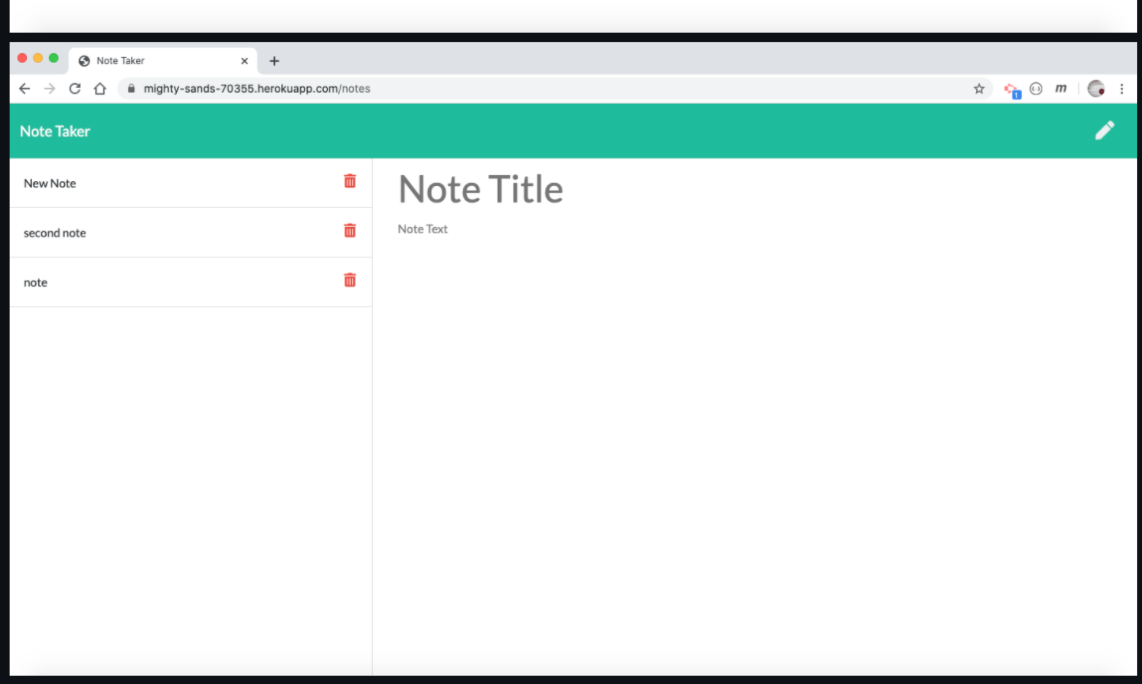 Note Taker
mighty-sands-70355.herokuapp.com/notes
m
Note Taker
New Note
second note
note
Note Title
Note Text